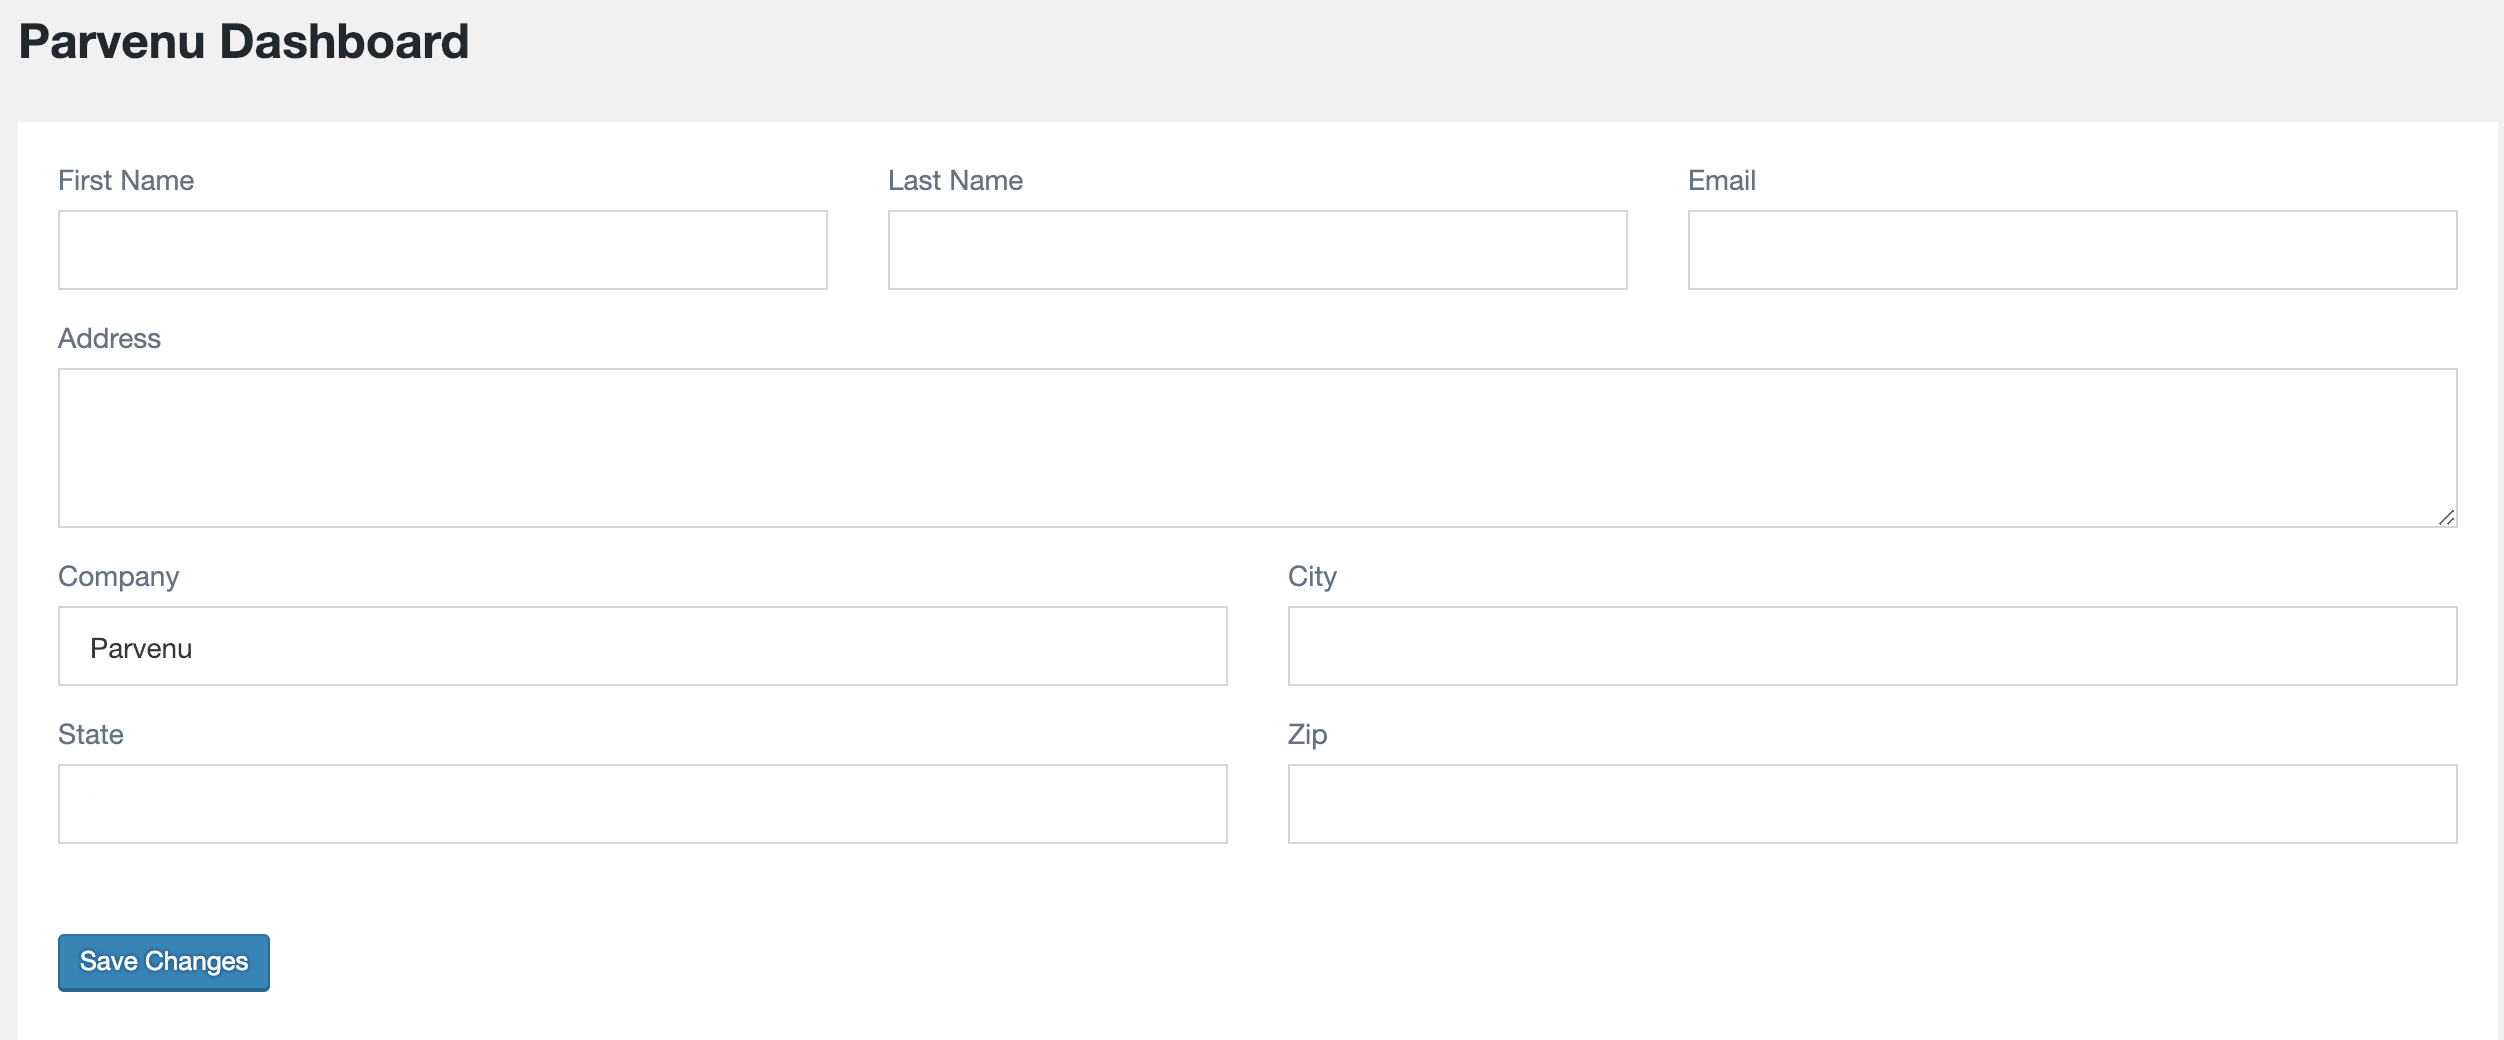 Parvenu Dashboard
First Name Last Name Email
Address
Company City
Parvenu
State Zip
Save Changes